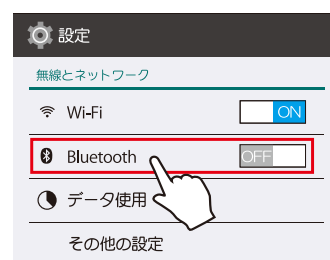 設定
無線とネットワーク
Wi-Fi ON
Bluetooth OFF
データ使用
その他の設定